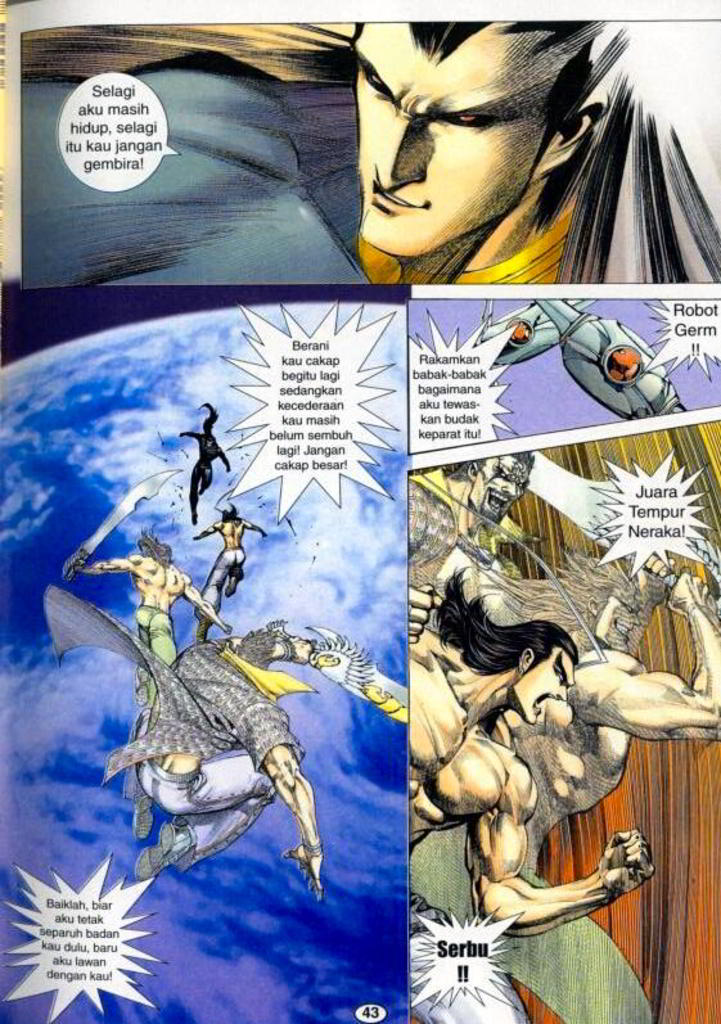 Selagi
aku masih
hidup, selagi
itu kau jangan
gembira!
Berani
kau cakap
begitu lagi
sedangkan
kecederaan
kau masih
belum sembuh
lagi! Jangan
cakap besar!
Baiklah, biar
aku tetak
separuh badan
kau dulu, baru
aku lawan
dengan kau!
Rakamkan
babak-babak
bagaimana
aku tewas-
kan budak
keparat itu!
Robot
Germ
!!
Juara
Tempur
Neraka!
Serbu
!!
43